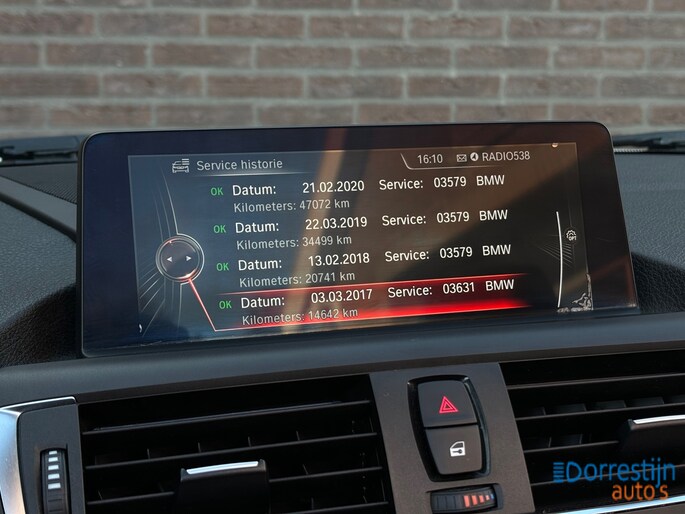 Service historie
16:10 RADIO538
OK Datum: 21.02.2020 Service: 03579 BMW
Kilometers: 47072 km
OK Datum: 22.03.2019 Service: 03579 BMW
Kilometers: 34499 km
OK Datum: 13.02.2018 Service: 03579 BMW
Kilometers: 20741 km
OK Datum: 03.03.2017 Service: 03631 BMW
Kilometers: 14642 km
Dorrestijn
auto's